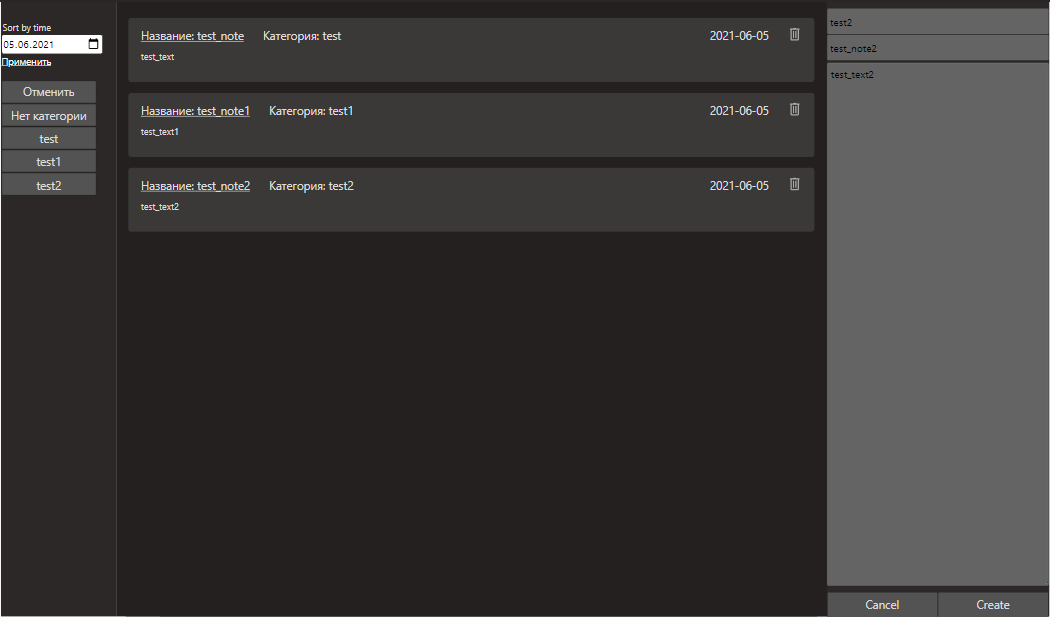 Sort by time
05.06.2021
Применить
Отменить
Нет категории
test
test1
test2
Название: test_note Категория: test 2021-06-05
test_text
Название: test_note1 Категория: test1 2021-06-05
test_text1
Название: test_note2 Категория: test2 2021-06-05
test_text2
test2
test_note2
test_text2
Cancel Create